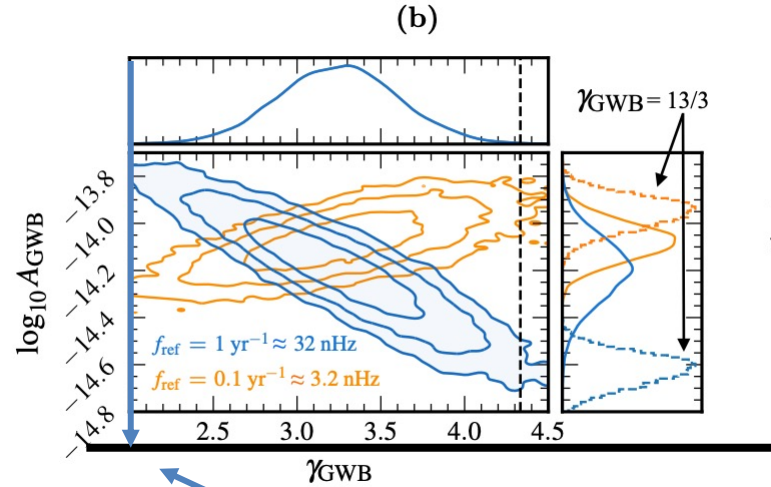 (b)
γGWB = 13/3
log₁₀ AGWB
−13.8
−14.0
−14.2
−14.4
−14.6
−14.8
fref = 1 yr⁻¹ ≈ 32 nHz
fref = 0.1 yr⁻¹ ≈ 3.2 nHz
2.5 3.0 3.5 4.0 4.5
γGWB